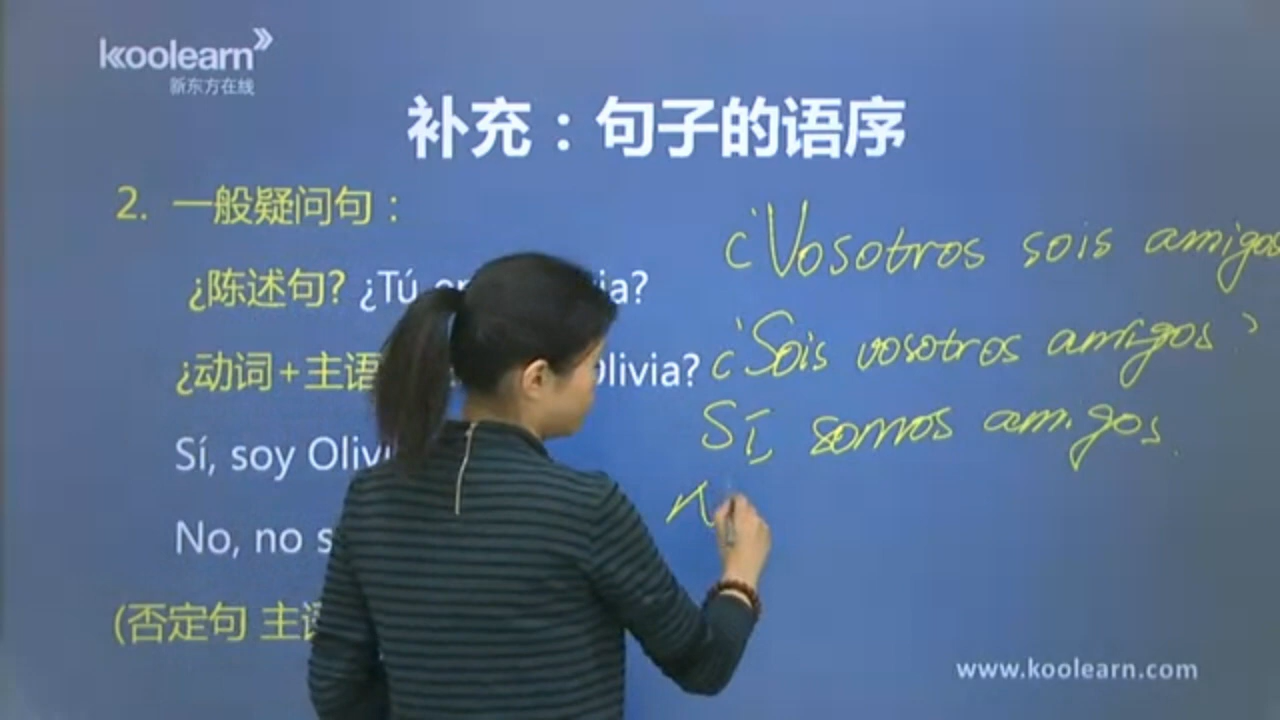 koolearn
新东方在线
补充：句子的语序
2. 一般疑问句：
¿陈述句? ¿Tú
¿动词+主语 Olivia?
Sí, soy
No, no
(否定句
¿Vosotros sois amigos
¿Sois vosotros amigos?
Sí, somos amigos.
www.koolearn.com